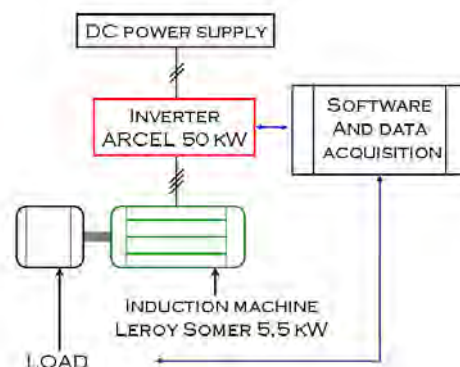 DC POWER SUPPLY
INVERTER
ARCEL 50 KW
SOFTWARE
AND DATA
ACQUISITION
INDUCTION MACHINE
LEROY SOMER 5,5 KW
LOAD